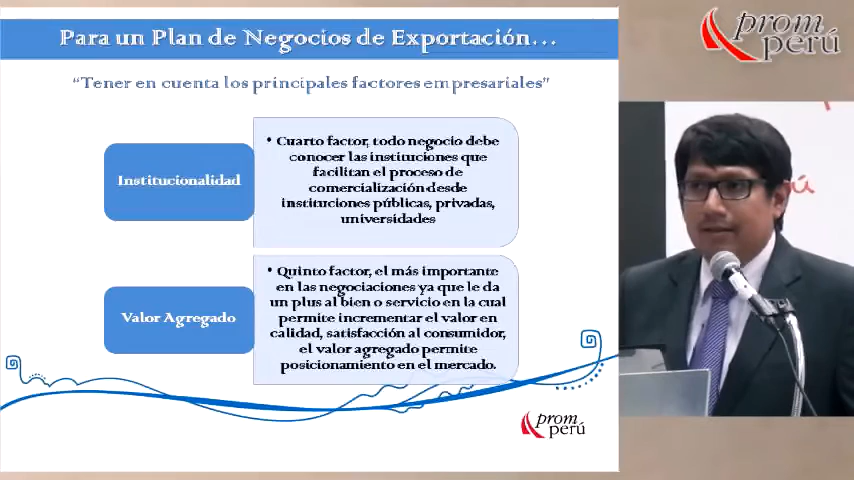 Para un Plan de Negocios de Exportación...
“Tener en cuenta los principales factores empresariales”
Institucionalidad
• Cuarto factor, todo negocio debe
conocer las instituciones que
facilitan el proceso de
comercialización desde
instituciones públicas, privadas,
universidades
Valor Agregado
• Quinto factor, el más importante
en las negociaciones ya que le da
un plus al bien o servicio en la cual
permite incrementar el valor en
calidad, satisfacción al consumidor,
el valor agregado permite
posicionamiento en el mercado.
prom
perú
prom
perú
ú